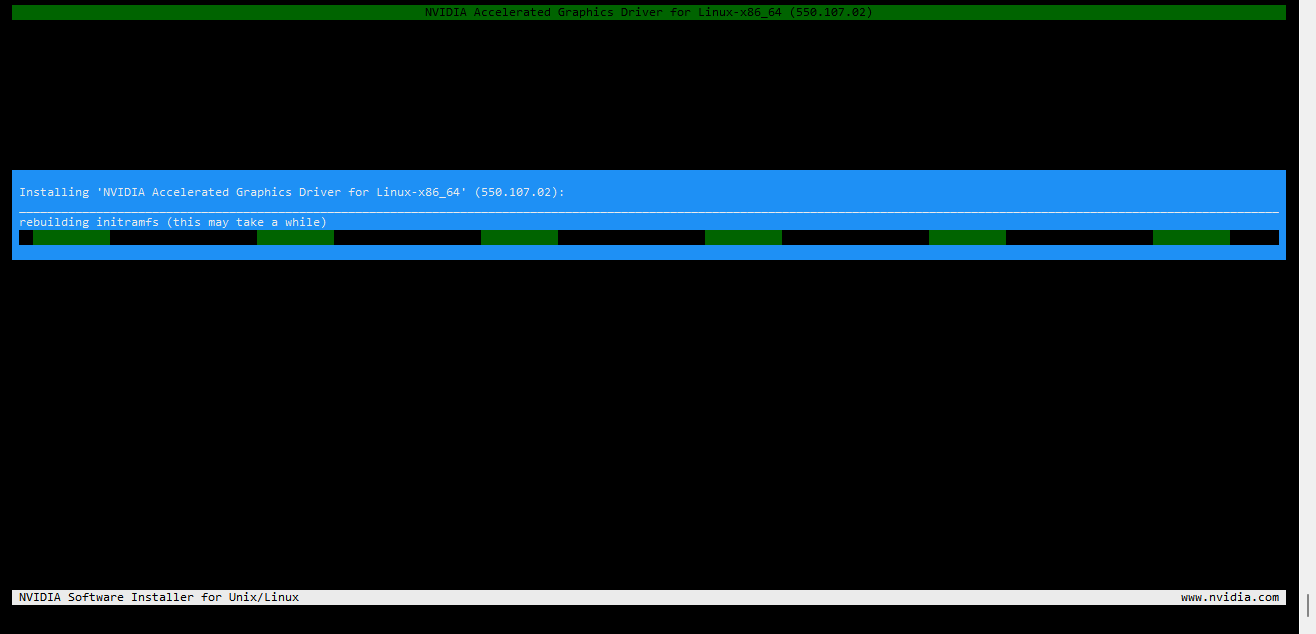 NVIDIA Accelerated Graphics Driver for Linux-x86_64 (550.107.02)
Installing 'NVIDIA Accelerated Graphics Driver for Linux-x86_64' (550.107.02):
rebuilding initramfs (this may take a while)
NVIDIA Software Installer for Unix/Linux www.nvidia.com